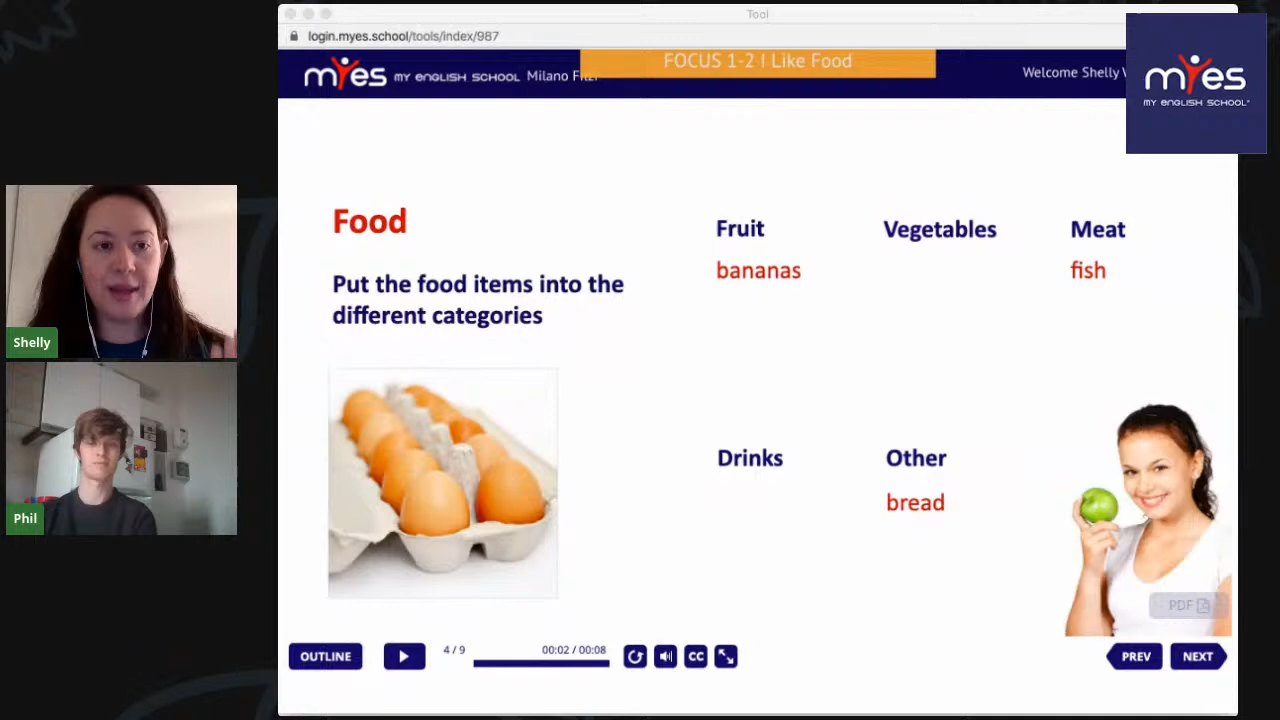 Tool
login.myes.school/tools/index/987
FOCUS 1-2 I Like Food
myes MY ENGLISH SCHOOL Milano
Welcome Shelly
myes
MY ENGLISH SCHOOL
Food
Put the food items into the
different categories
Fruit
bananas
Vegetables
Meat
fish
Drinks
Other
bread
Shelly
Phil
PDF
OUTLINE
4 / 9
00:02 / 00:08
CC
PREV
NEXT